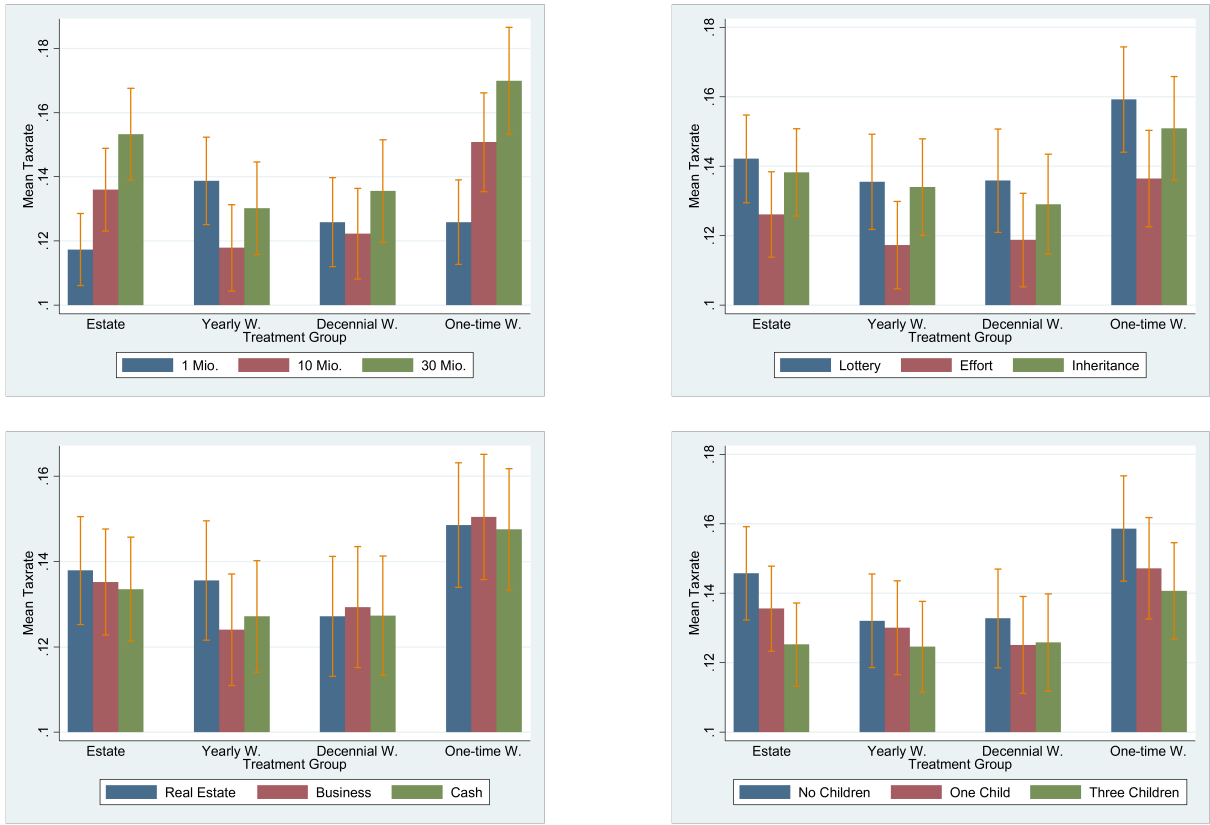 Mean Taxrate
.18
.16
.14
.12
.1
Estate Yearly W. Decennial W. One-time W.
Treatment Group
1 Mio. 10 Mio. 30 Mio.
Mean Taxrate
.18
.16
.14
.12
.1
Estate Yearly W. Decennial W. One-time W.
Treatment Group
Lottery Effort Inheritance
Mean Taxrate
.16
.14
.12
.1
Estate Yearly W. Decennial W. One-time W.
Treatment Group
Real Estate Business Cash
Mean Taxrate
.18
.16
.14
.12
.1
Estate Yearly W. Decennial W. One-time W.
Treatment Group
No Children One Child Three Children